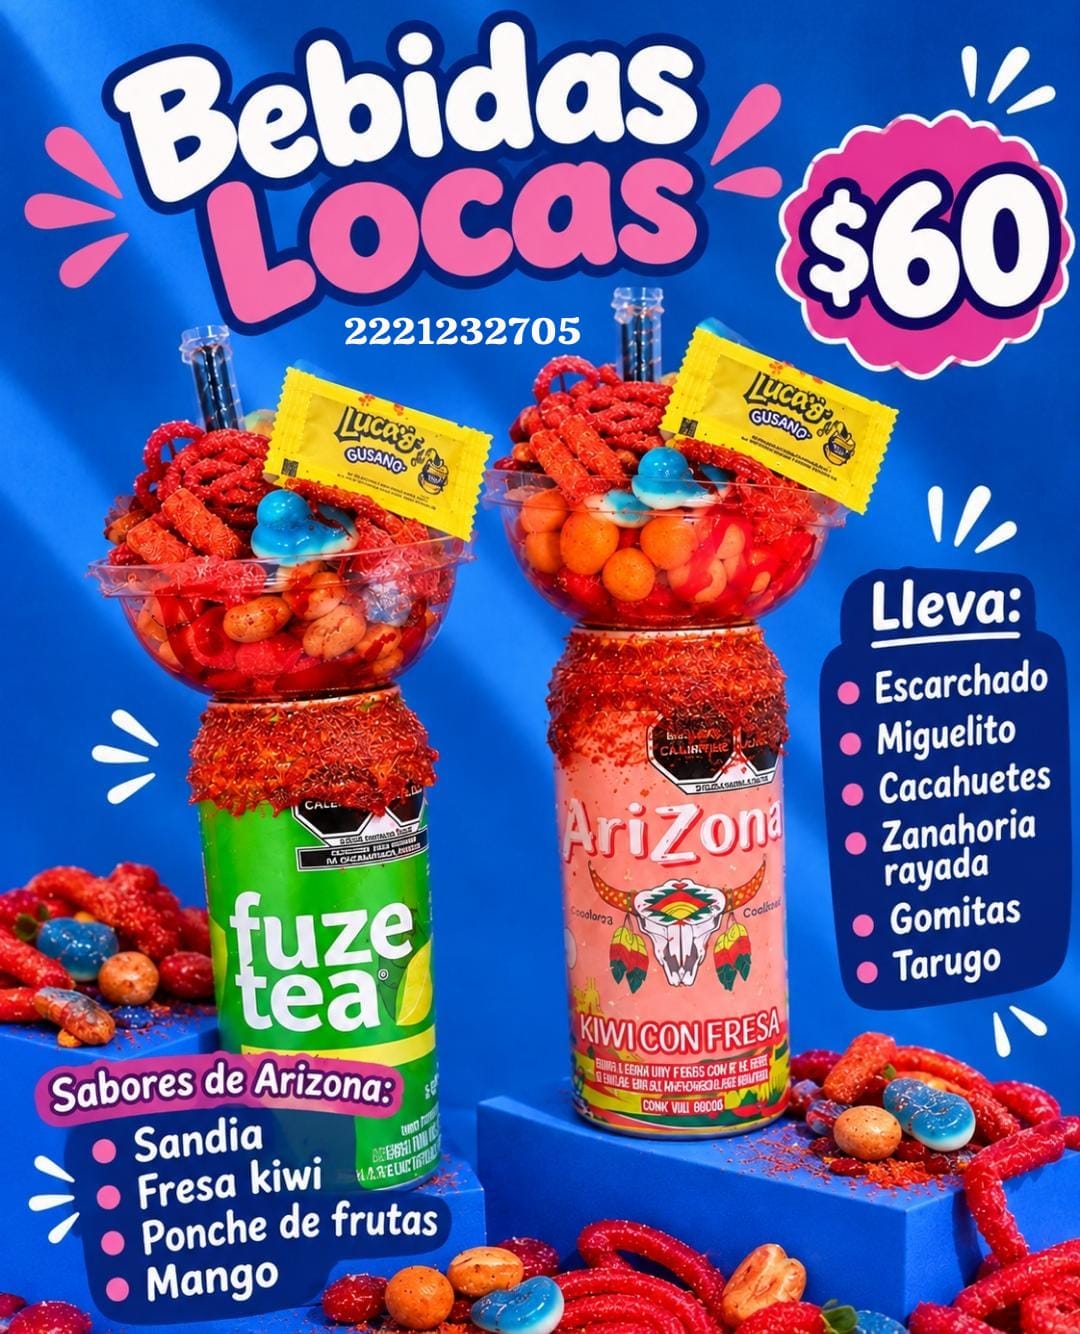 Bebidas
Locas
$60
2221232705
Lucas
GUSANO
Lucas
GUSANO
Lleva:
Escarchado
Miguelito
Cacahuetes
Zanahoria
rayada
Gomitas
Tarugo
fuze
tea
AriZona
KIWI CON FRESA
Sabores de Arizona:
Sandia
Fresa kiwi
Ponche de frutas
Mango